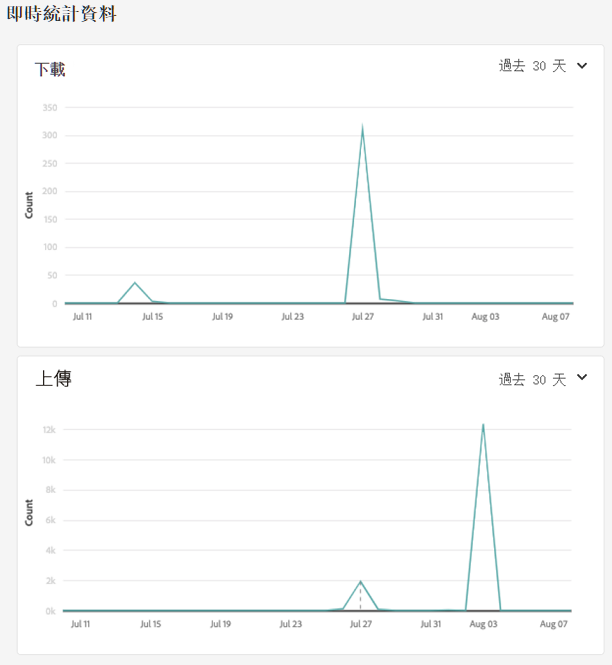 即時統計資料
下載
過去 30 天
350
300
250
200
150
100
50
0
Count
Jul 11 Jul 15 Jul 19 Jul 23 Jul 27 Jul 31 Aug 03 Aug 07
上傳
過去 30 天
12k
10k
8k
6k
4k
2k
0k
Count
Jul 11 Jul 15 Jul 19 Jul 23 Jul 27 Jul 31 Aug 03 Aug 07